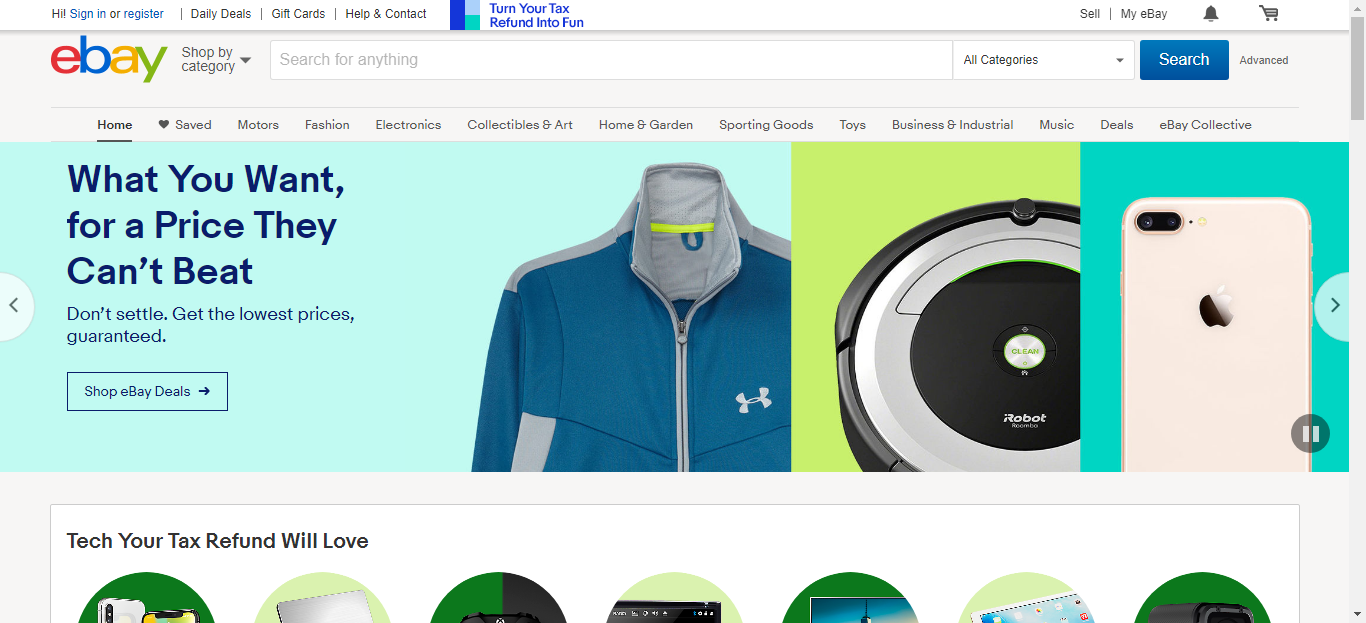 Hi! Sign in or register
Daily Deals
Gift Cards
Help & Contact
Turn Your Tax
Refund Into Fun
Sell
My eBay
ebay
Shop by
category
Search for anything
All Categories
Search
Advanced
Home
Saved
Motors
Fashion
Electronics
Collectibles & Art
Home & Garden
Sporting Goods
Toys
Business & Industrial
Music
Deals
eBay Collective
What You Want,
for a Price They
Can't Beat
Don't settle. Get the lowest prices,
guaranteed.
Shop eBay Deals
CLEAN
iRobot
Roomba
Tech Your Tax Refund Will Love